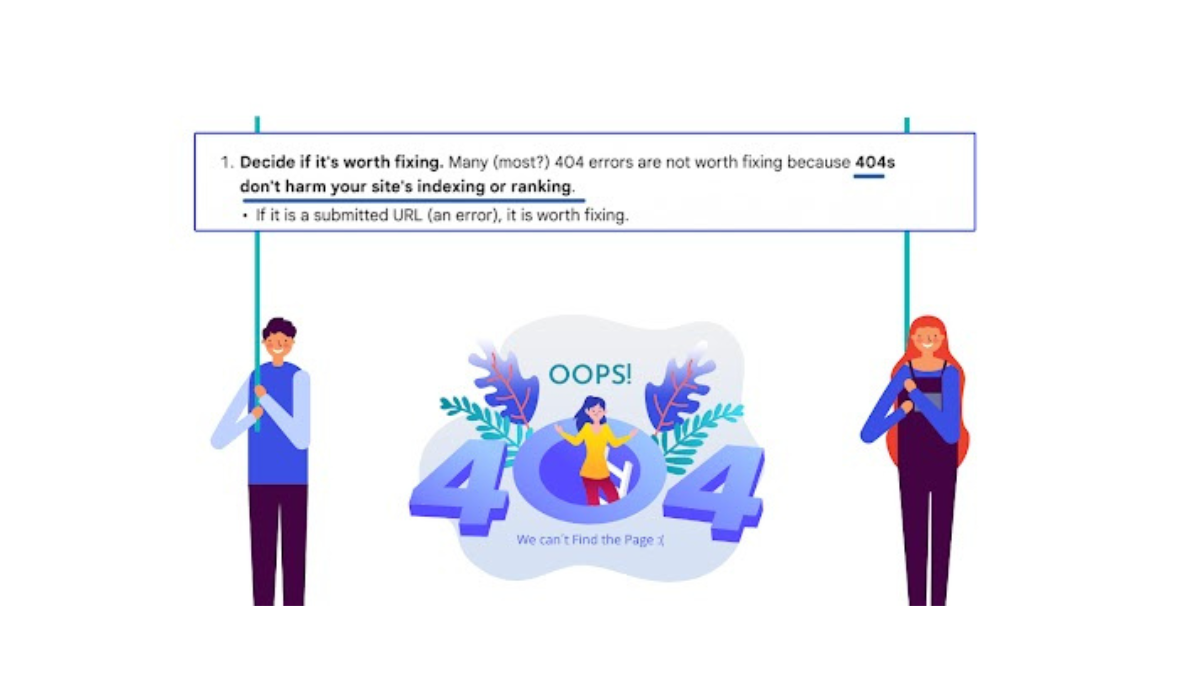 1. Decide if it's worth fixing. Many (most?) 404 errors are not worth fixing because 404s
don't harm your site's indexing or ranking.
• If it is a submitted URL (an error), it is worth fixing.
OOPS!
404
We can't Find the Page :(